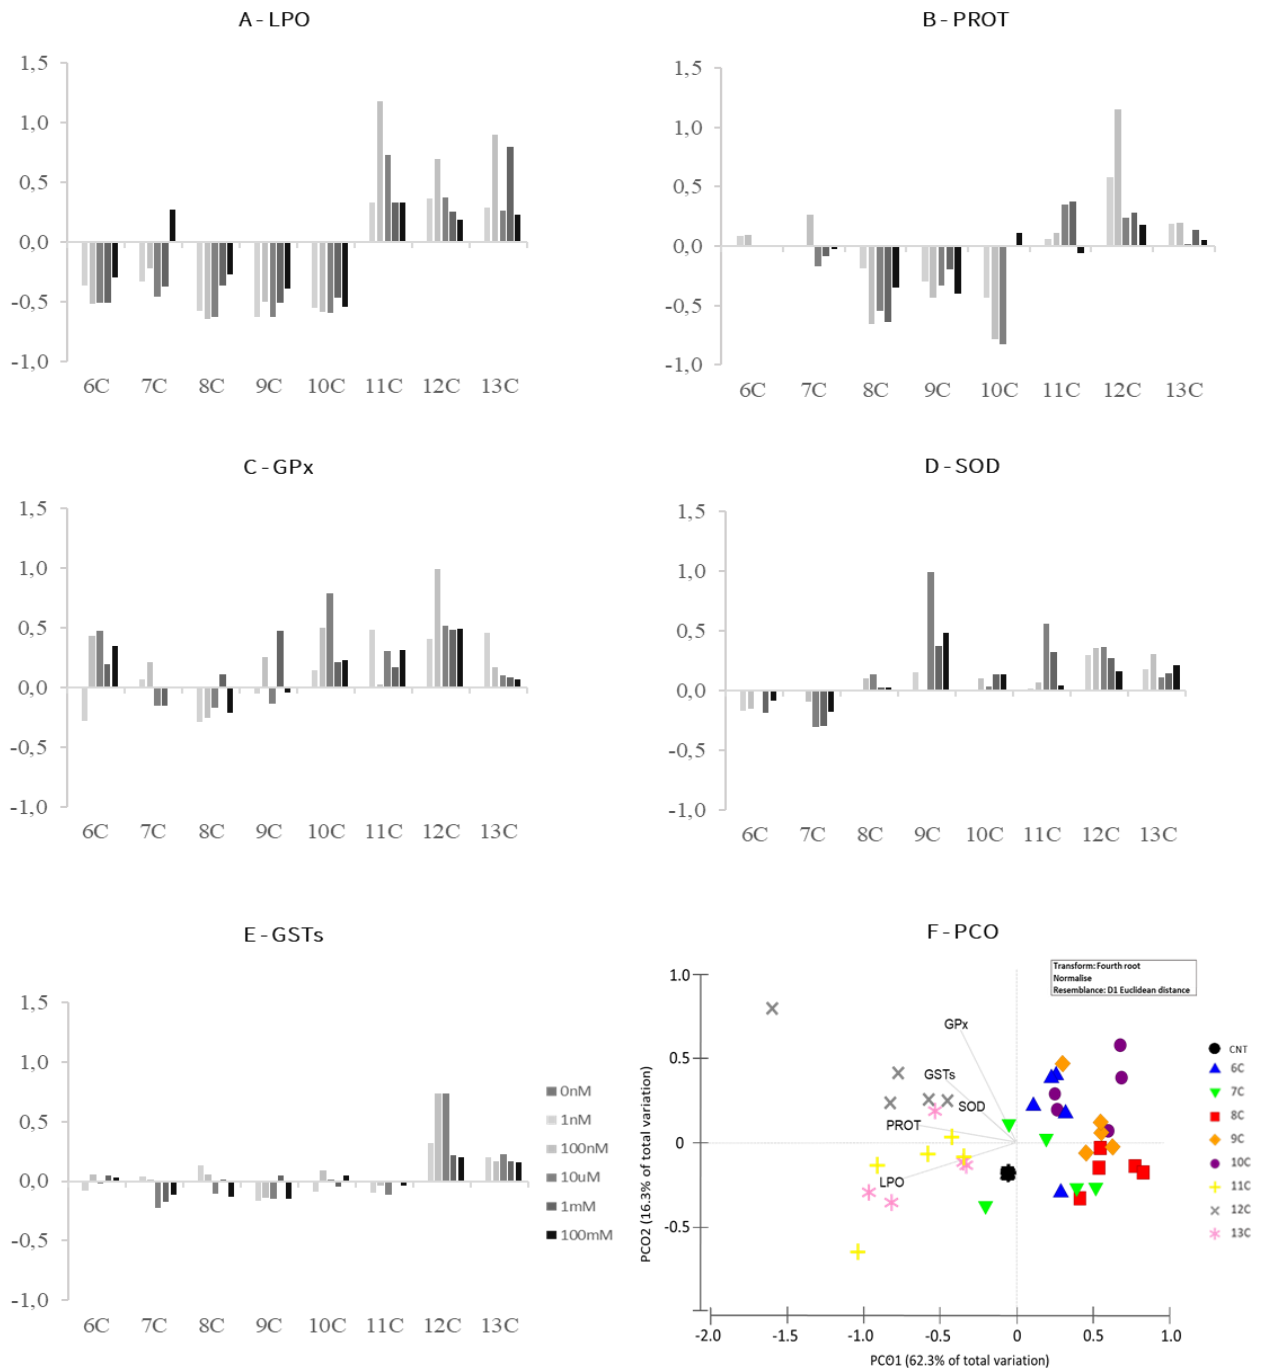 A - LPO
1,5
1,0
0,5
0,0
-0,5
-1,0
6C 7C 8C 9C 10C 11C 12C 13C
B - PROT
1,5
1,0
0,5
0,0
-0,5
-1,0
6C 7C 8C 9C 10C 11C 12C 13C
C - GPx
1,5
1,0
0,5
0,0
-0,5
-1,0
6C 7C 8C 9C 10C 11C 12C 13C
D - SOD
1,5
1,0
0,5
0,0
-0,5
-1,0
6C 7C 8C 9C 10C 11C 12C 13C
E - GSTs
1,5
1,0
0,5
0,0
-0,5
-1,0
6C 7C 8C 9C 10C 11C 12C 13C
0nM
1nM
100nM
10uM
1mM
100mM
F - PCO
Transform: Fourth root
Normalise
Resemblance: D1 Euclidean distance
PCO2 (16.3% of total variation)
1.0
0.5
0
-0.5
GPx
GSTs
SOD
PROT
LPO
-2.0 -1.5 -1.0 -0.5 0 0.5 1.0
PCO1 (62.3% of total variation)
CNT
6C
7C
8C
9C
10C
11C
12C
13C